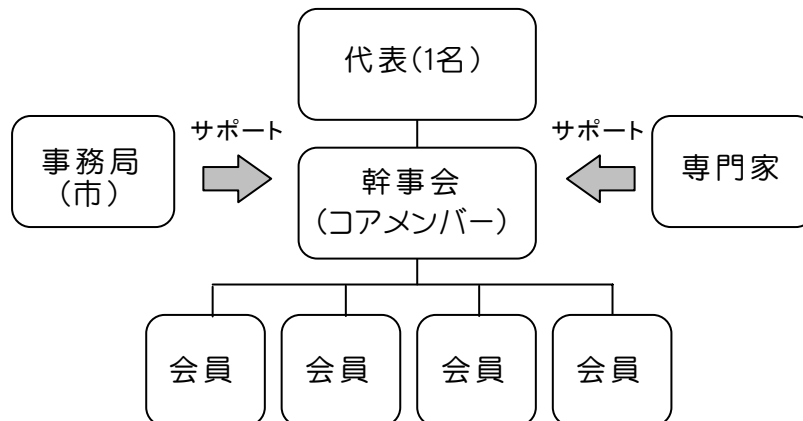 代表(1名)
サポート
サポート
事務局
(市)
幹事会
(コアメンバー)
専門家
会員
会員
会員
会員